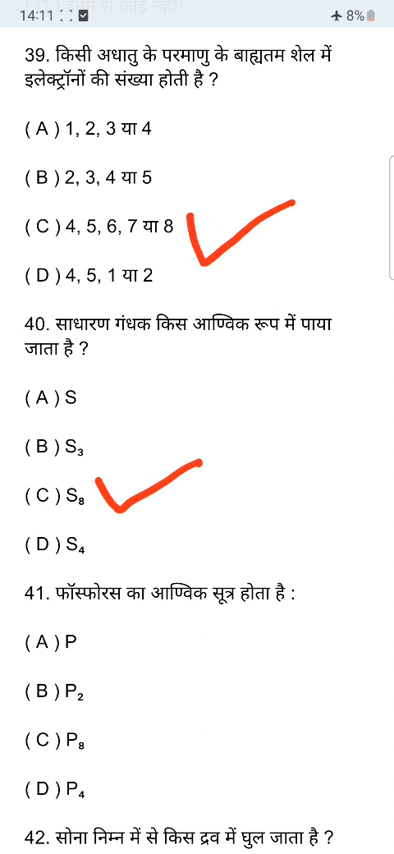 14:11
8%
39. किसी अधातु के परमाणु के बाह्यतम शेल में
इलेक्ट्रॉनों की संख्या होती है ?
( A ) 1, 2, 3 या 4
( B ) 2, 3, 4 या 5
( C ) 4, 5, 6, 7 या 8
( D ) 4, 5, 1 या 2
40. साधारण गंधक किस आण्विक रूप में पाया
जाता है ?
( A ) S
( B ) S₃
( C ) S₈
( D ) S₄
41. फॉस्फोरस का आण्विक सूत्र होता है :
( A ) P
( B ) P₂
( C ) P₈
( D ) P₄
42. सोना निम्न में से किस द्रव में घुल जाता है ?